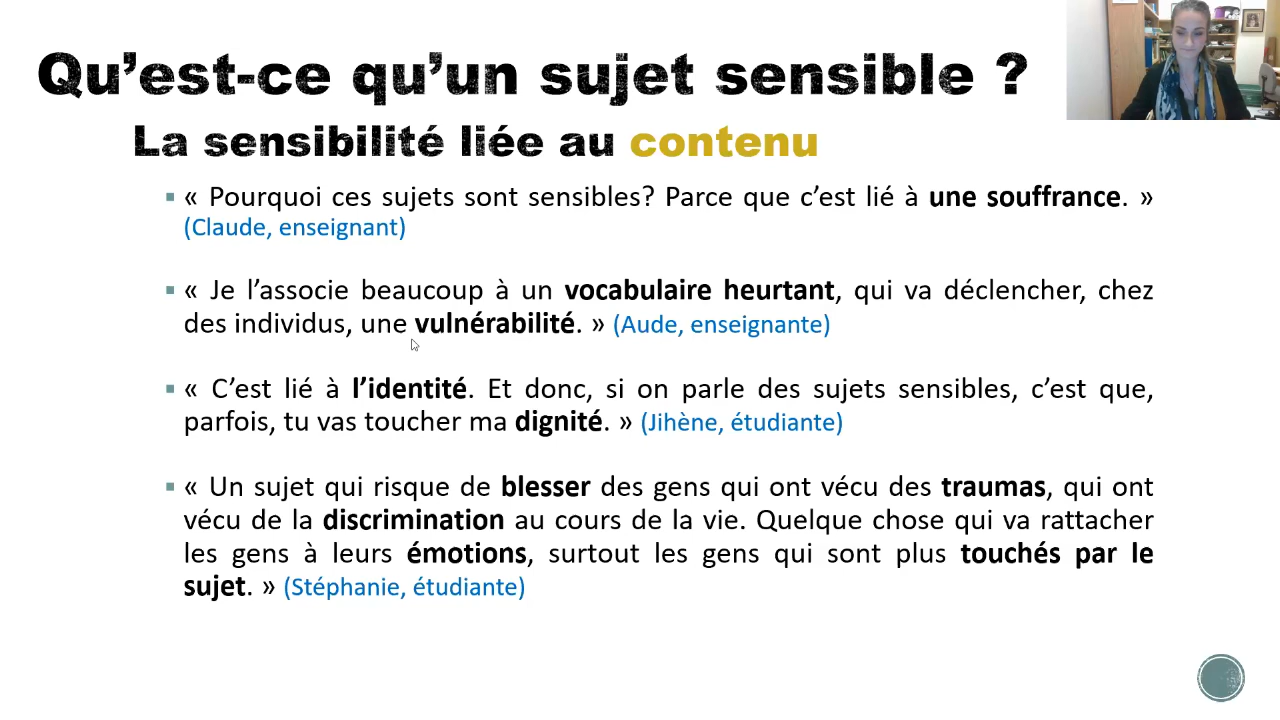 Qu’est-ce qu’un sujet sensible ?
La sensibilité liée au contenu
« Pourquoi ces sujets sont sensibles? Parce que c’est lié à une souffrance. »
(Claude, enseignant)
« Je l’associe beaucoup à un vocabulaire heurtant, qui va déclencher, chez
des individus, une vulnérabilité. » (Aude, enseignante)
« C’est lié à l’identité. Et donc, si on parle des sujets sensibles, c’est que,
parfois, tu vas toucher ma dignité. » (Jihène, étudiante)
« Un sujet qui risque de blesser des gens qui ont vécu des traumas, qui ont
vécu de la discrimination au cours de la vie. Quelque chose qui va rattacher
les gens à leurs émotions, surtout les gens qui sont plus touchés par le
sujet. » (Stéphanie, étudiante)